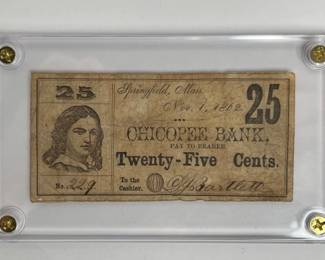 25
Springfield, Mass.
Nov. 1, 1862
25
CHICOPEE BANK,
PAY TO BEARER
Twenty-Five Cents.
No. 229
To the
Cashier.
Bartlett